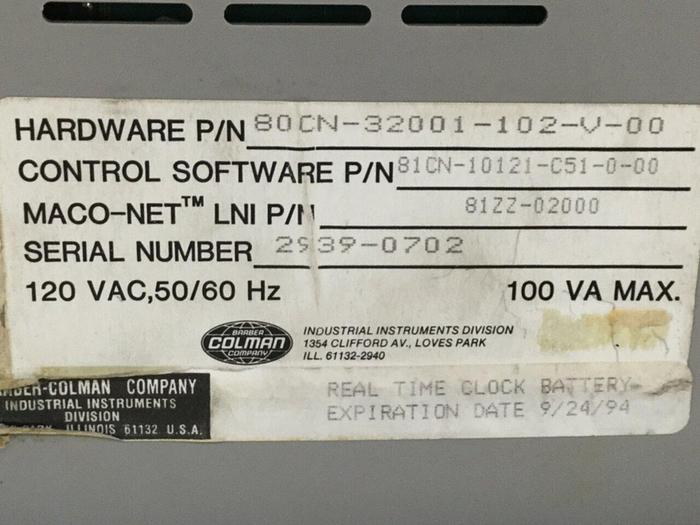 HARDWARE P/N 80CN-32001-102-V-00
CONTROL SOFTWARE P/N 81CN-10121-C51-0-00
MACO-NET™ LNI P/N 81ZZ-02000
SERIAL NUMBER 2939-0702
120 VAC,50/60 Hz 100 VA MAX.
BARBER
COLMAN
COMPANY
INDUSTRIAL INSTRUMENTS DIVISION
1354 CLIFFORD AV., LOVES PARK
ILL. 61132-2940
-COLMAN COMPANY
INDUSTRIAL INSTRUMENTS
DIVISION
ILLINOIS 61132 U.S.A.
REAL TIME CLOCK BATTERY
EXPIRATION DATE 9/24/94